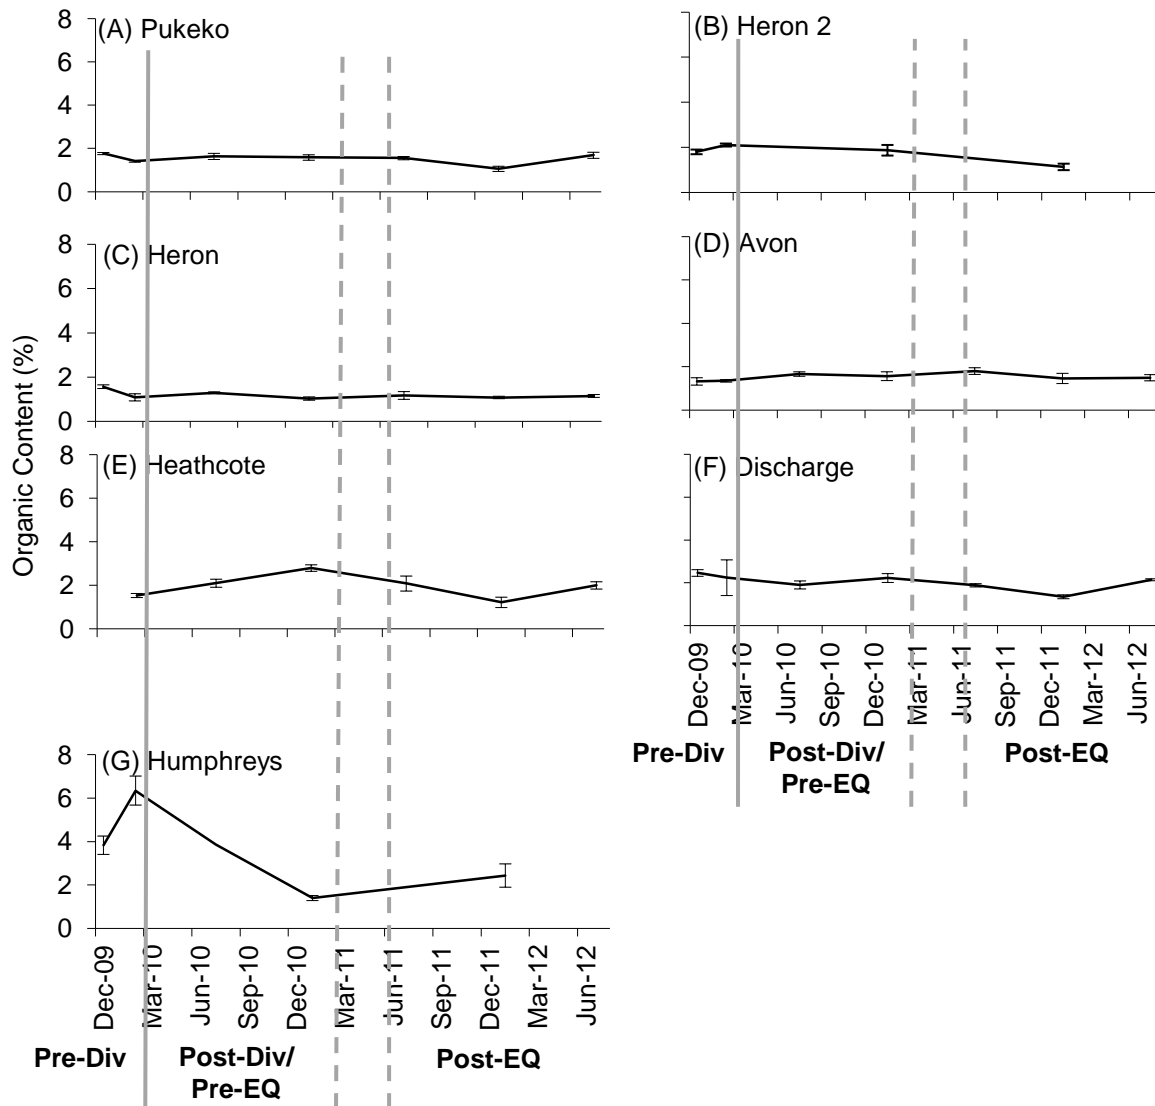 (A) Pukeko
8
6
4
2
0
(B) Heron 2
(C) Heron
8
6
4
2
0
(D) Avon
Organic Content (%)
(E) Heathcote
8
6
4
2
0
(F) Discharge
Dec-09
Mar-10
Jun-10
Sep-10
Dec-10
Mar-11
Jun-11
Sep-11
Dec-11
Mar-12
Jun-12
Pre-Div
Post-Div/
Pre-EQ
Post-EQ
(G) Humphreys
8
6
4
2
0
Dec-09
Mar-10
Jun-10
Sep-10
Dec-10
Mar-11
Jun-11
Sep-11
Dec-11
Mar-12
Jun-12
Pre-Div
Post-Div/
Pre-EQ
Post-EQ